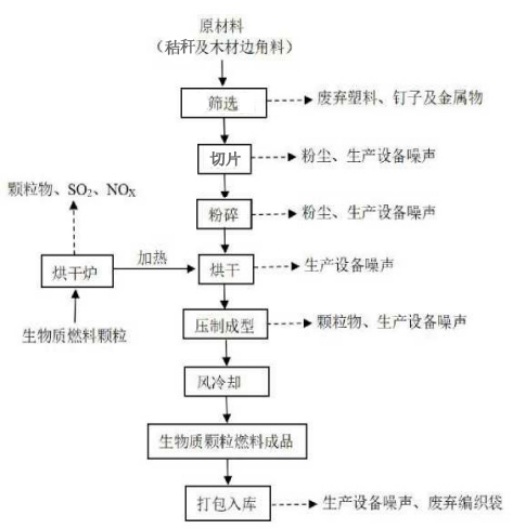 原材料
（秸秆及木材边角料）
筛选
废弃塑料、钉子及金属物
切片
粉尘、生产设备噪声
颗粒物、SO₂、NOX
粉碎
粉尘、生产设备噪声
加热
烘干炉
烘干
生产设备噪声
生物质燃料颗粒
压制成型
颗粒物、生产设备噪声
风冷却
生物质颗粒燃料成品
打包入库
生产设备噪声、废弃编织袋